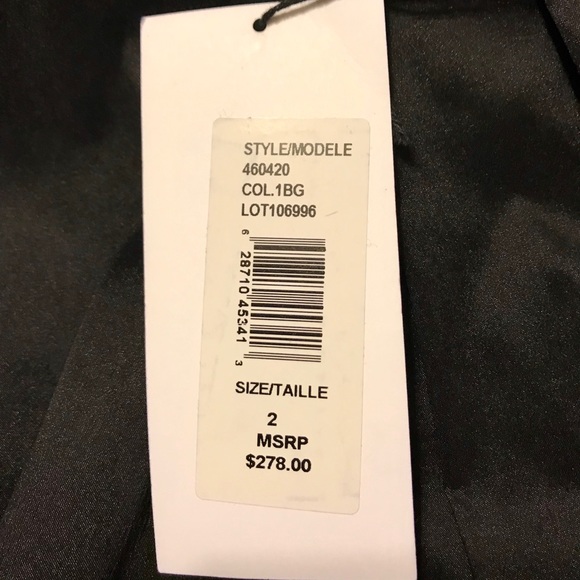 STYLE/MODELE
460420
COL.1BG
LOT106996
6 28710 45341 3
SIZE/TAILLE
2
MSRP
$278.00